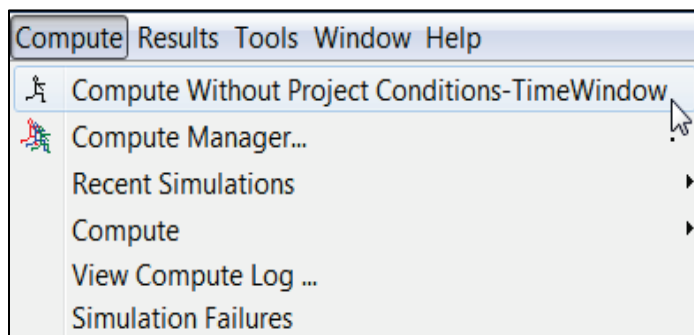 Compute Results Tools Window Help
Compute Without Project Conditions-TimeWindow
Compute Manager...
Recent Simulations
Compute
View Compute Log ...
Simulation Failures